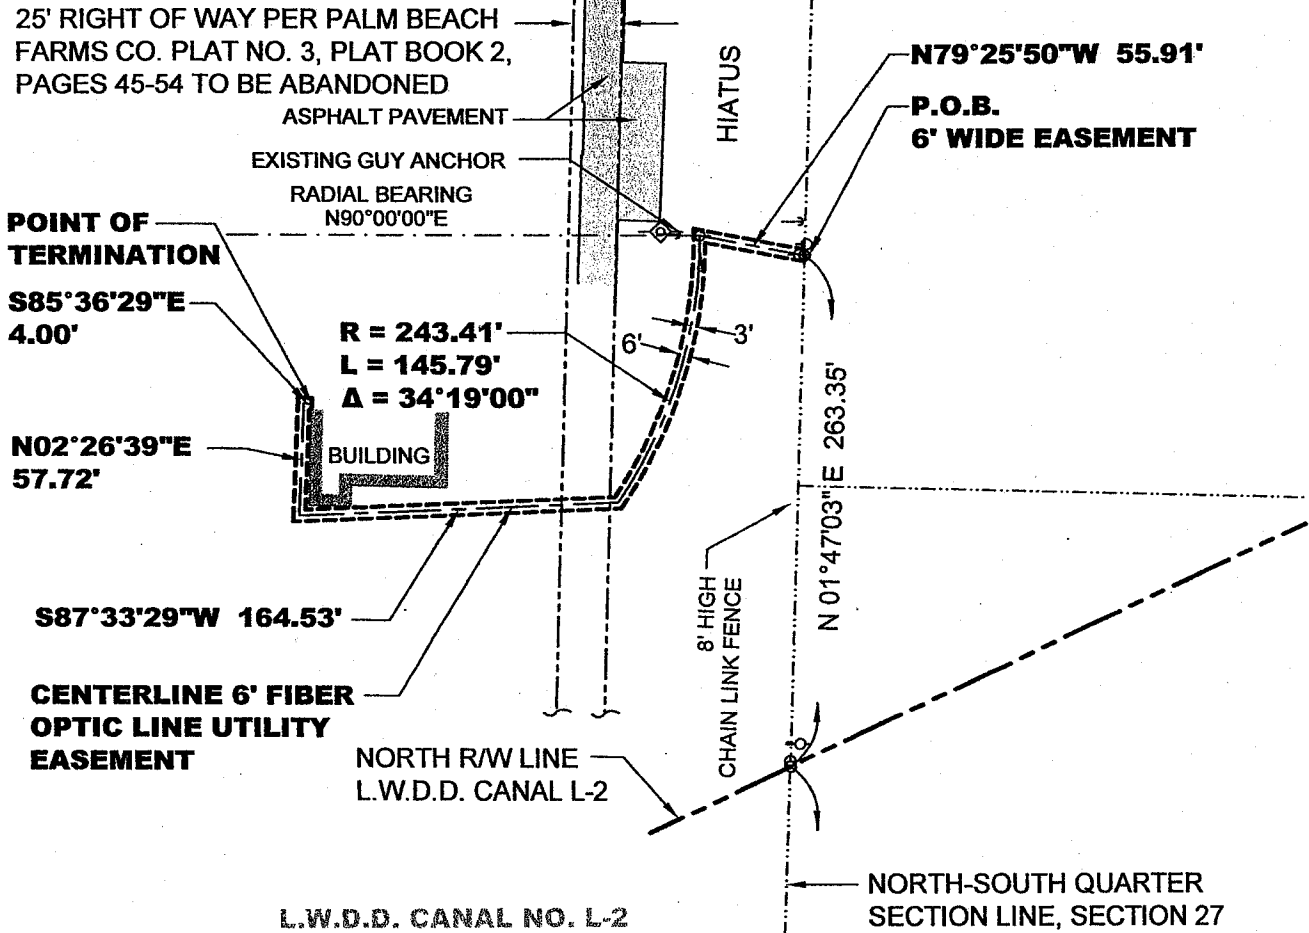 25' RIGHT OF WAY PER PALM BEACH
FARMS CO. PLAT NO. 3, PLAT BOOK 2,
PAGES 45-54 TO BE ABANDONED
ASPHALT PAVEMENT
EXISTING GUY ANCHOR
RADIAL BEARING
N90°00'00"E
HIATUS
N79°25'50"W 55.91'
P.O.B.
6' WIDE EASEMENT
POINT OF
TERMINATION
S85°36'29"E
4.00'
R = 243.41'
L = 145.79'
Δ = 34°19'00"
6'
3'
N02°26'39"E
57.72'
BUILDING
N 01°47'03" E 263.35'
8' HIGH
CHAIN LINK FENCE
S87°33'29"W 164.53'
CENTERLINE 6' FIBER
OPTIC LINE UTILITY
EASEMENT
NORTH R/W LINE
L.W.D.D. CANAL L-2
NORTH-SOUTH QUARTER
SECTION LINE, SECTION 27
L.W.D.D. CANAL NO. L-2